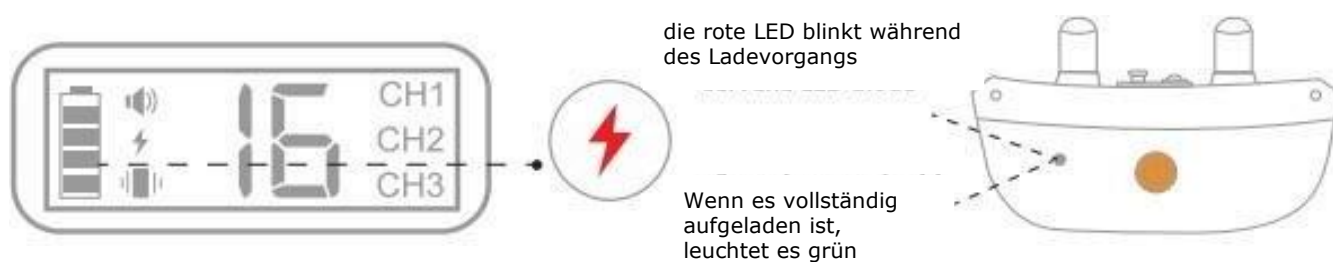 die rote LED blinkt während
des Ladevorgangs
16
CH1
CH2
CH3
Wenn es vollständig
aufgeladen ist,
leuchtet es grün